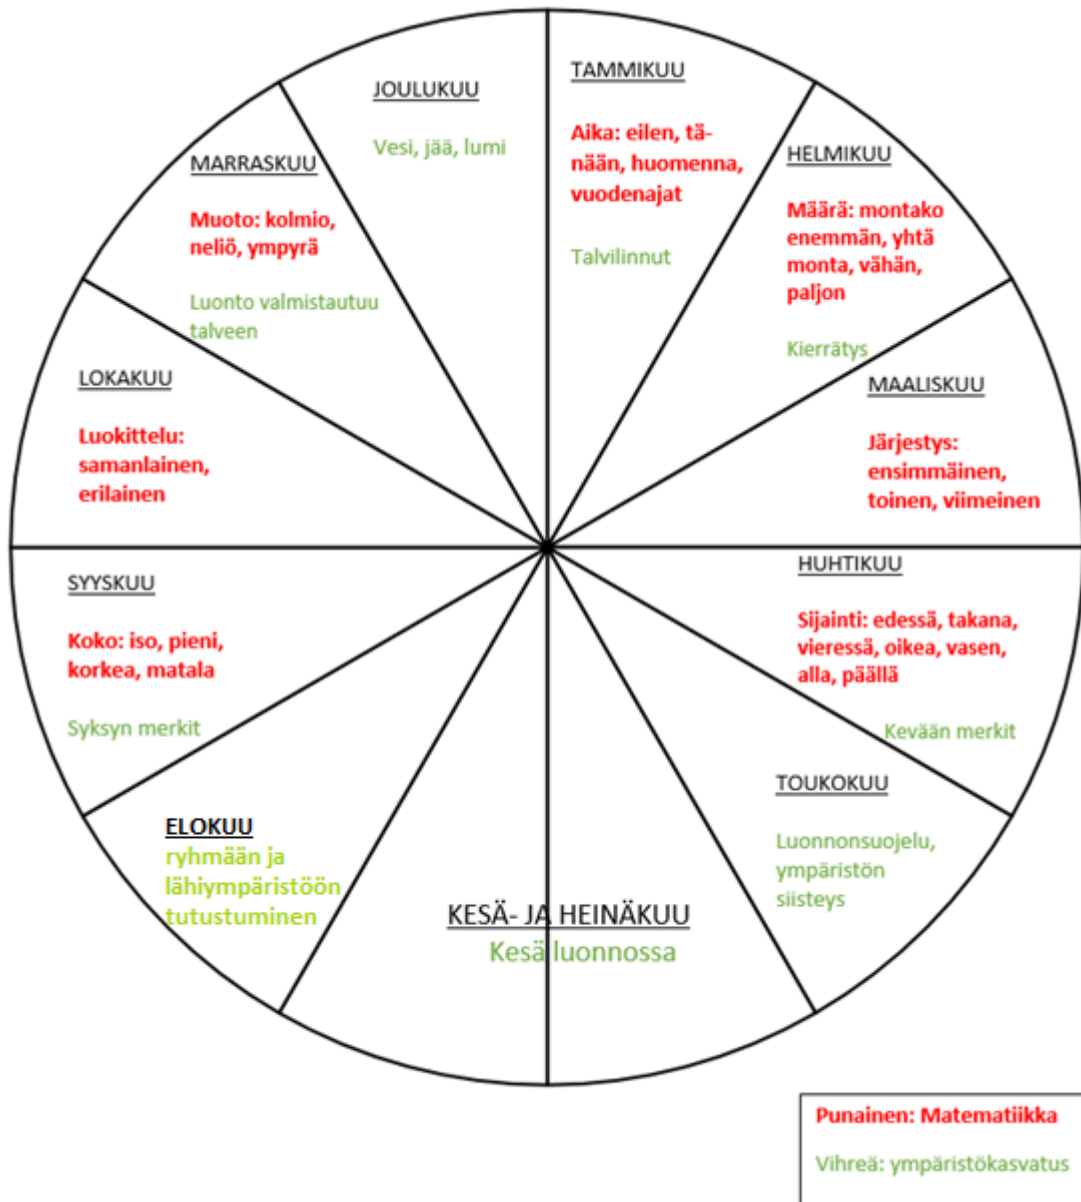 TAMMIKUU
Aika: eilen, tä-
nään, huomenna,
vuodenajat
Talvilinnut
HELMIKUU
Määrä: montako
enemmän, yhtä
monta, vähän,
paljon
Kierrätys
MAALISKUU
Järjestys:
ensimmäinen,
toinen, viimeinen
HUHTIKUU
Sijainti: edessä, takana,
vieressä, oikea, vasen,
alla, päällä
Kevään merkit
TOUKOKUU
Luonnonsuojelu,
ympäristön
siisteys
KESÄ- JA HEINÄKUU
Kesä luonnossa
ELOKUU
ryhmään ja
lähiympäristöön
tutustuminen
SYYSKUU
Koko: iso, pieni,
korkea, matala
Syksyn merkit
LOKAKUU
Luokittelu:
samanlainen,
erilainen
MARRASKUU
Muoto: kolmio,
neliö, ympyrä
Luonto valmistautuu
talveen
JOULUKUU
Vesi, jää, lumi
Punainen: Matematiikka
Vihreä: ympäristökasvatus